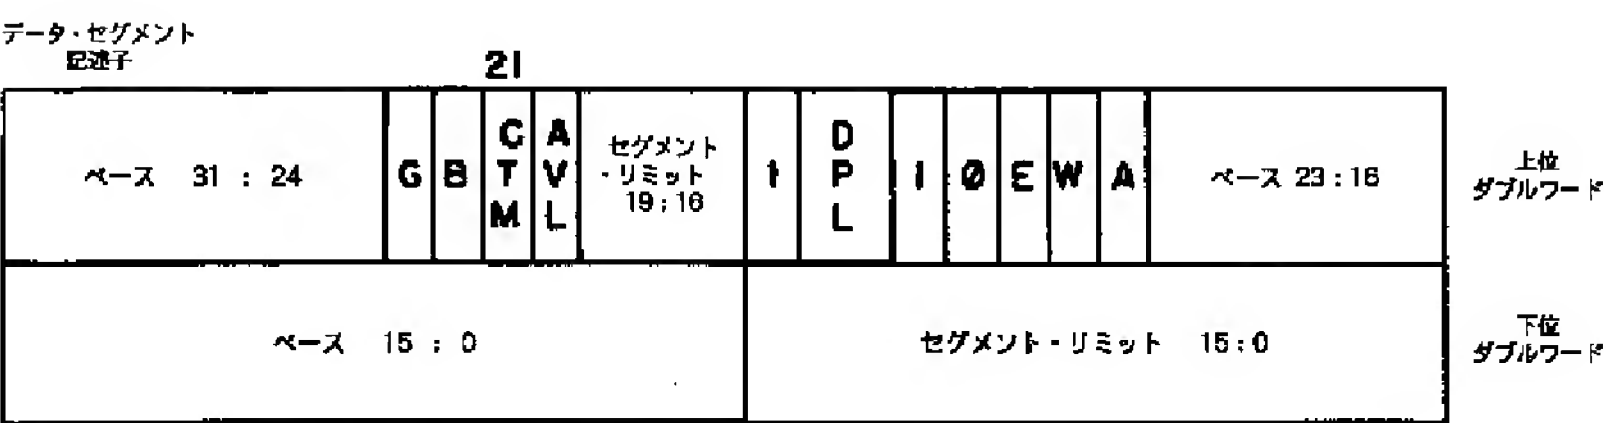 データ・セグメント
記述子
21
ベース 31 : 24
G
B
C
T
M
A
V
L
セグメント
・リミット
19:16
1
D
P
L
1
0
E
W
A
ベース 23:16
上位
ダブルワード
ベース 15 : 0
セグメント・リミット 15:0
下位
ダブルワード